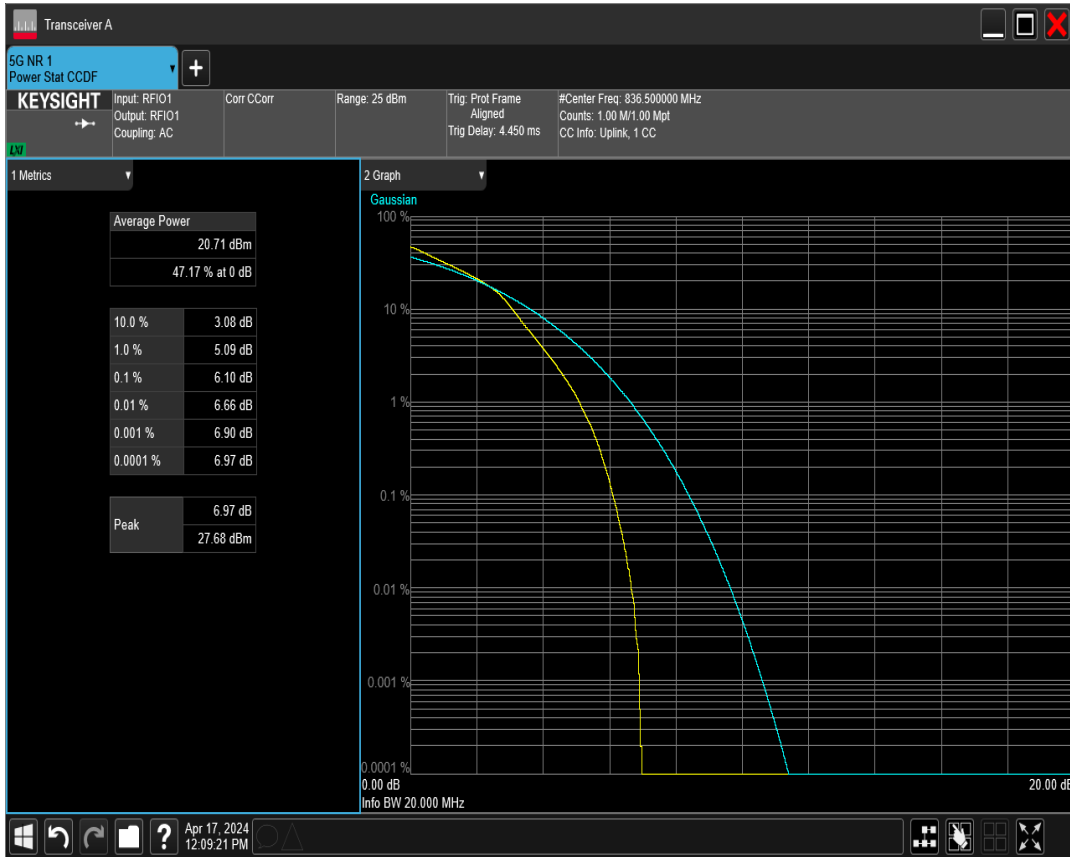 Transceiver A
5G NR 1
Power Stat CCDF
KEYSIGHT
LXI
Input: RFIO1
Output: RFIO1
Coupling: AC
Corr CCorr
Range: 25 dBm
Trig: Prot Frame
Aligned
Trig Delay: 4.450 ms
#Center Freq: 836.500000 MHz
Counts: 1.00 M/1.00 Mpt
CC Info: Uplink, 1 CC
1 Metrics
Average Power
20.71 dBm
47.17 % at 0 dB
10.0 % 3.08 dB
1.0 % 5.09 dB
0.1 % 6.10 dB
0.01 % 6.66 dB
0.001 % 6.90 dB
0.0001 % 6.97 dB
Peak
6.97 dB
27.68 dBm
2 Graph
Gaussian
100 %
10 %
1 %
0.1 %
0.01 %
0.001 %
0.0001 %
0.00 dB 20.00 dB
Info BW 20.000 MHz
?
Apr 17, 2024
12:09:21 PM